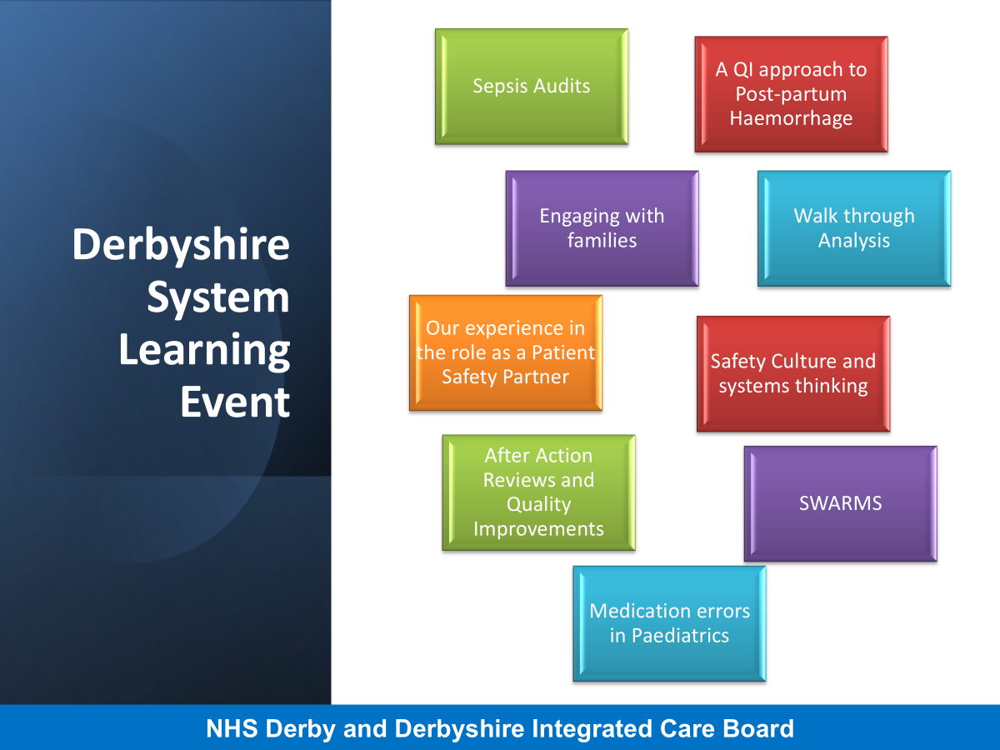 Derbyshire
System
Learning
Event
Sepsis Audits
A QI approach to
Post-partum
Haemorrhage
Engaging with
families
Walk through
Analysis
Our experience in
the role as a Patient
Safety Partner
Safety Culture and
systems thinking
After Action
Reviews and
Quality
Improvements
SWARMS
Medication errors
in Paediatrics
NHS Derby and Derbyshire Integrated Care Board